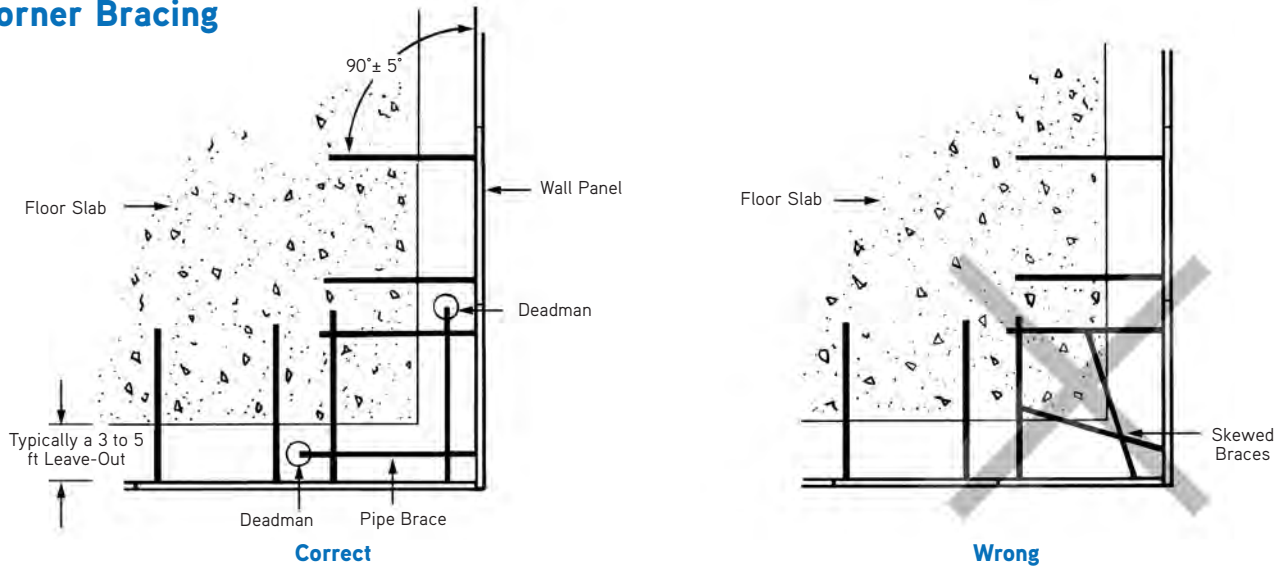 orner Bracing
90°± 5°
Floor Slab
Wall Panel
Deadman
Typically a 3 to 5
ft Leave-Out
Deadman
Pipe Brace
Correct
Floor Slab
Skewed
Braces
Wrong